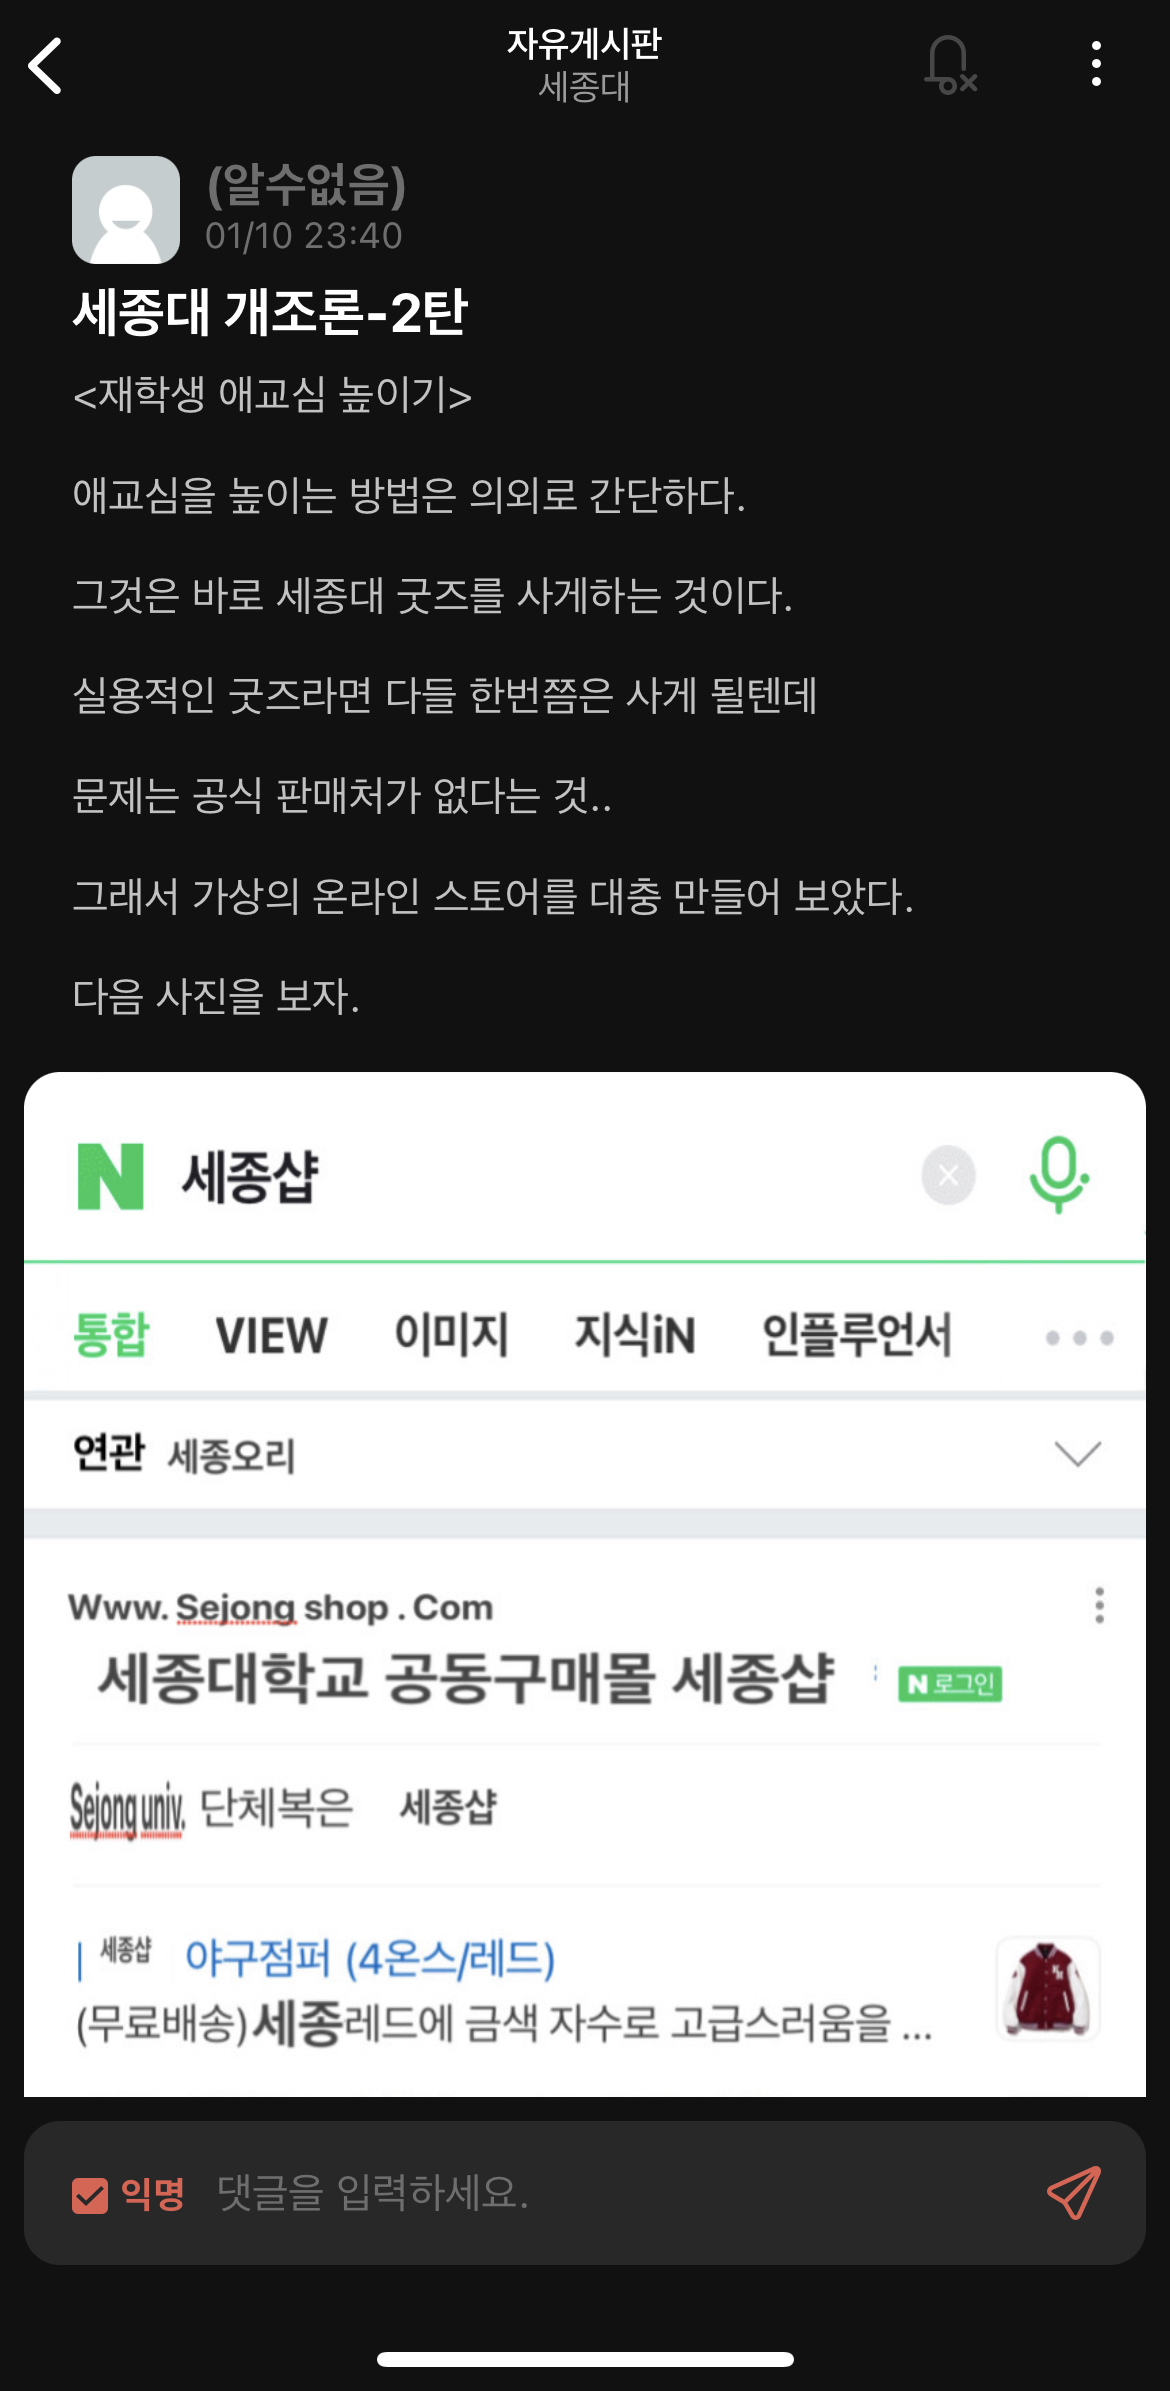 자유게시판
세종대
(알수없음)
01/10 23:40
세종대 개조론-2탄
<재학생 애교심 높이기>
애교심을 높이는 방법은 의외로 간단하다.
그것은 바로 세종대 굿즈를 사게하는 것이다.
실용적인 굿즈라면 다들 한번쯤은 사게 될텐데
문제는 공식 판매처가 없다는 것..
그래서 가상의 온라인 스토어를 대충 만들어 보았다.
다음 사진을 보자.
N 세종샵
통합 VIEW 이미지 지식iN 인플루언서
연관 세종오리
Www. Sejong shop . Com
세종대학교 공동구매몰 세종샵 N 로그인
Sejong univ. 단체복은 세종샵
세종샵 야구점퍼 (4온스/레드)
(무료배송)세종레드에 금색 자수로 고급스러움을 ...
익명 댓글을 입력하세요.